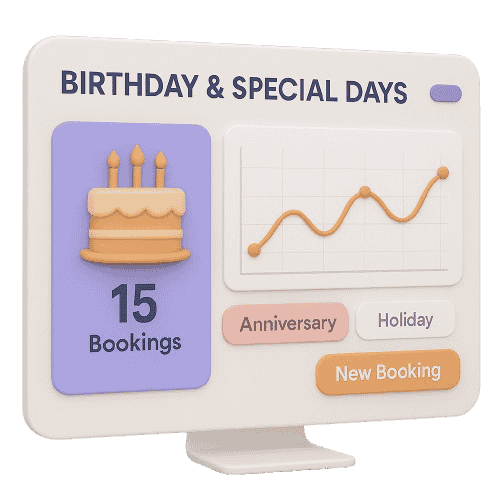 BIRTHDAY & SPECIAL DAYS
15
Bookings
Anniversary
Holiday
New Booking